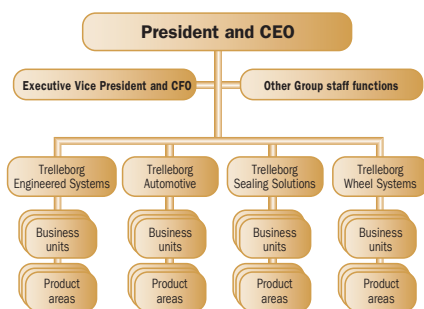 President and CEO
Executive Vice President and CFO
Other Group staff functions
Trelleborg
Engineered Systems
Trelleborg
Automotive
Trelleborg
Sealing Solutions
Trelleborg
Wheel Systems
Business
units
Business
units
Business
units
Business
units
Product
areas
Product
areas
Product
areas
Product
areas